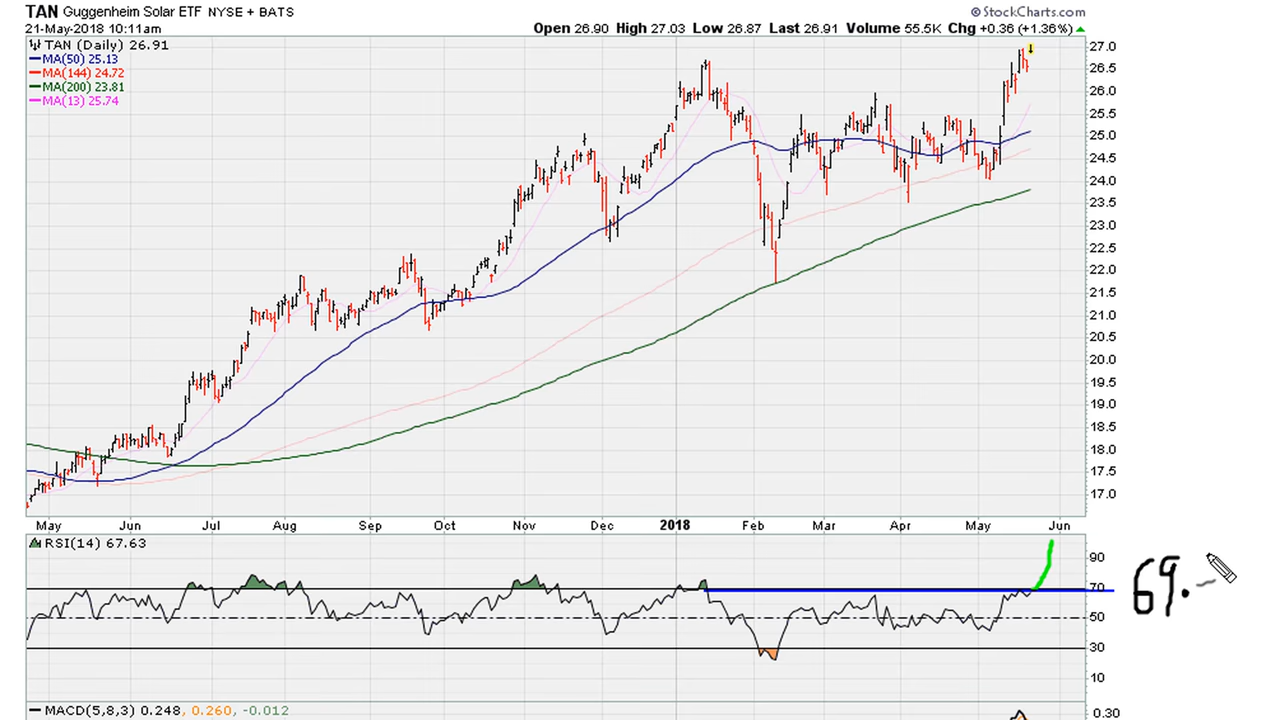 TAN Guggenheim Solar ETF NYSE + BATS
© StockCharts.com
21-May-2018 10:11am
Open 26.90 High 27.03 Low 26.87 Last 26.91 Volume 55.5K Chg +0.36 (+1.36%)
TAN (Daily) 26.91
MA(50) 25.13
MA(144) 24.72
MA(200) 23.81
MA(13) 25.74
27.0
26.5
26.0
25.5
25.0
24.5
24.0
23.5
23.0
22.5
22.0
21.5
21.0
20.5
20.0
19.5
19.0
18.5
18.0
17.5
17.0
May Jun Jul Aug Sep Oct Nov Dec 2018 Feb Mar Apr May Jun
RSI(14) 67.63
90
70
50
30
10
69.-
MACD(5,8,3) 0.248, 0.260, -0.012
0.30